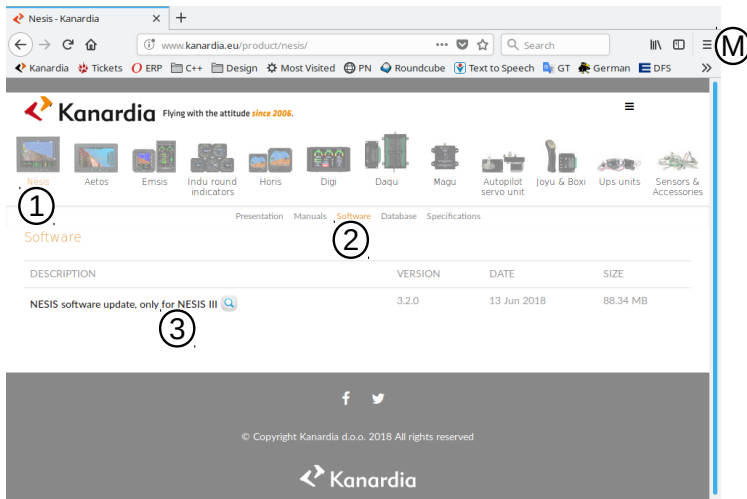 Nesis - Kanardia × +
www.kanardia.eu/product/nesis/ ••• Search M
Kanardia Tickets ERP C++ Design Most Visited PN Roundcube Text to Speech GT German DFS »
Kanardia Flying with the attitude since 2006.
Nesis Aetos Emsis Indu round Horis Digi Daqu Magu Autopilot Joyu & Boxi Ups units Sensors &
indicators servo unit Accessories
1
Presentation Manuals Software Database Specifications
2
Software
DESCRIPTION VERSION DATE SIZE
NESIS software update, only for NESIS III 3.2.0 13 Jun 2018 88.34 MB
3
© Copyright Kanardia d.o.o. 2018 All rights reserved
Kanardia